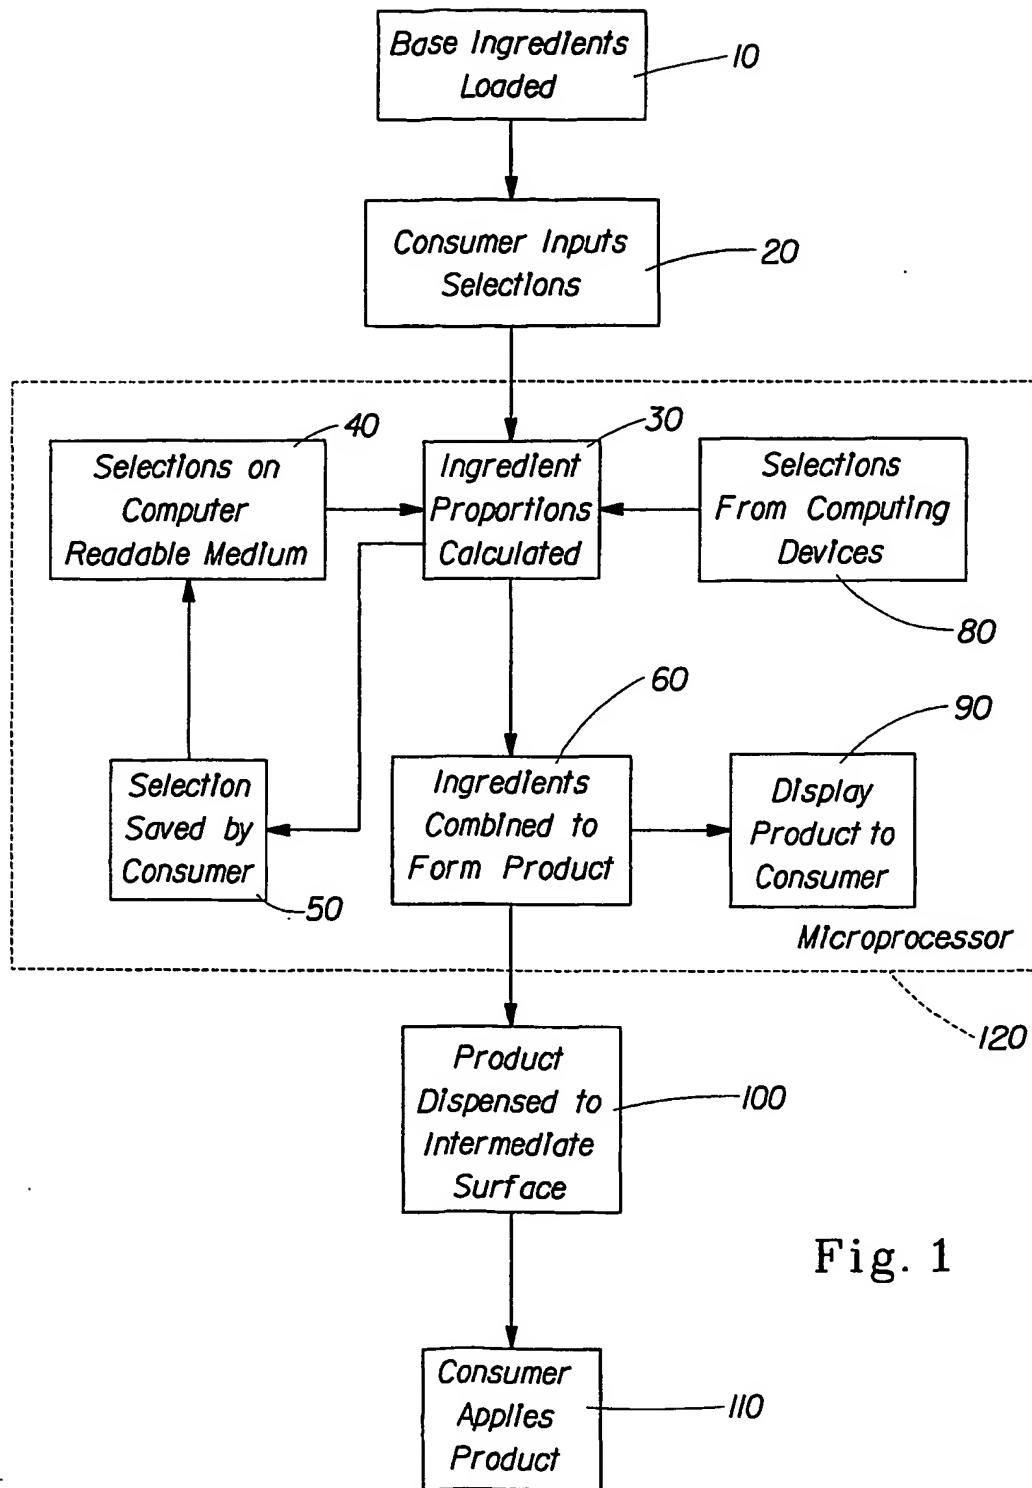 Base Ingredients
Loaded
10
Consumer Inputs
Selections
20
40
30
Selections on
Computer
Readable Medium
Ingredient
Proportions
Calculated
Selections
From Computing
Devices
80
60
90
Selection
Saved by
Consumer
50
Ingredients
Combined to
Form Product
Display
Product to
Consumer
Microprocessor
120
Product
Dispensed to
Intermediate
Surface
100
Fig. 1
Consumer
Applies
Product
110